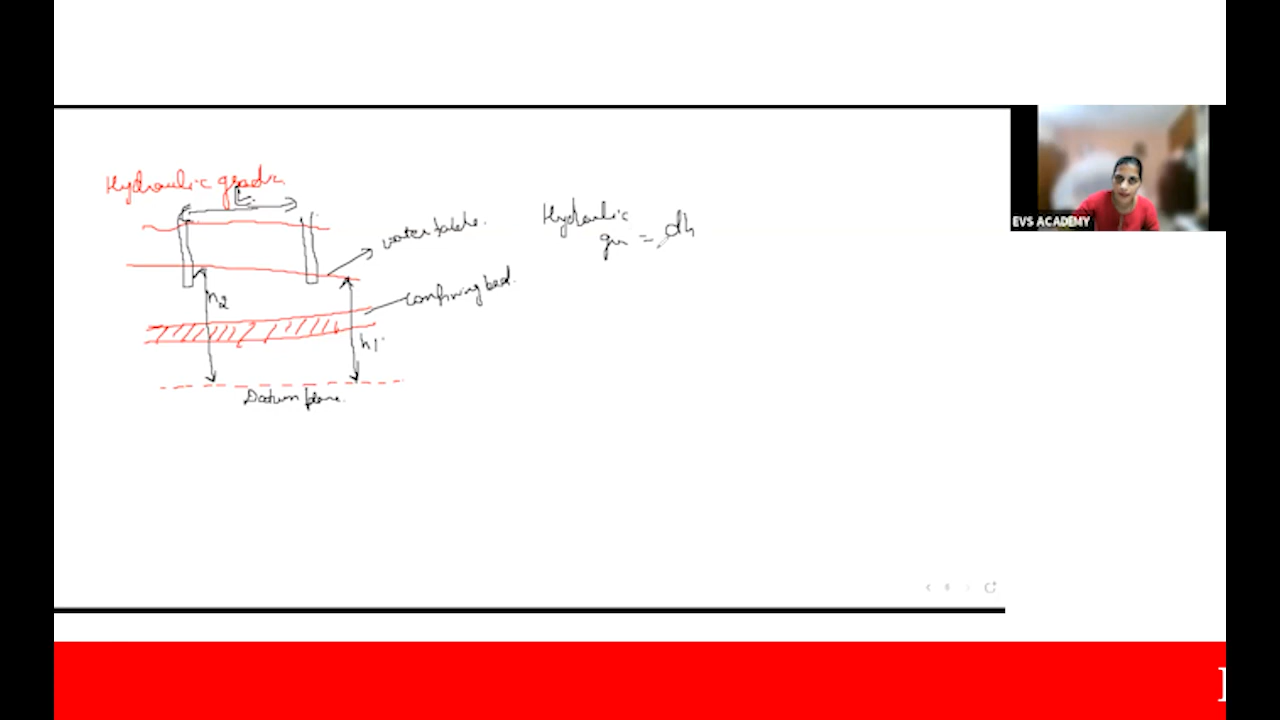 Hydraulic gradi
L
water table.
Hydraulic
gr = dh
h2
confining bed.
h1.
Datum plane.
EVS ACADEMY